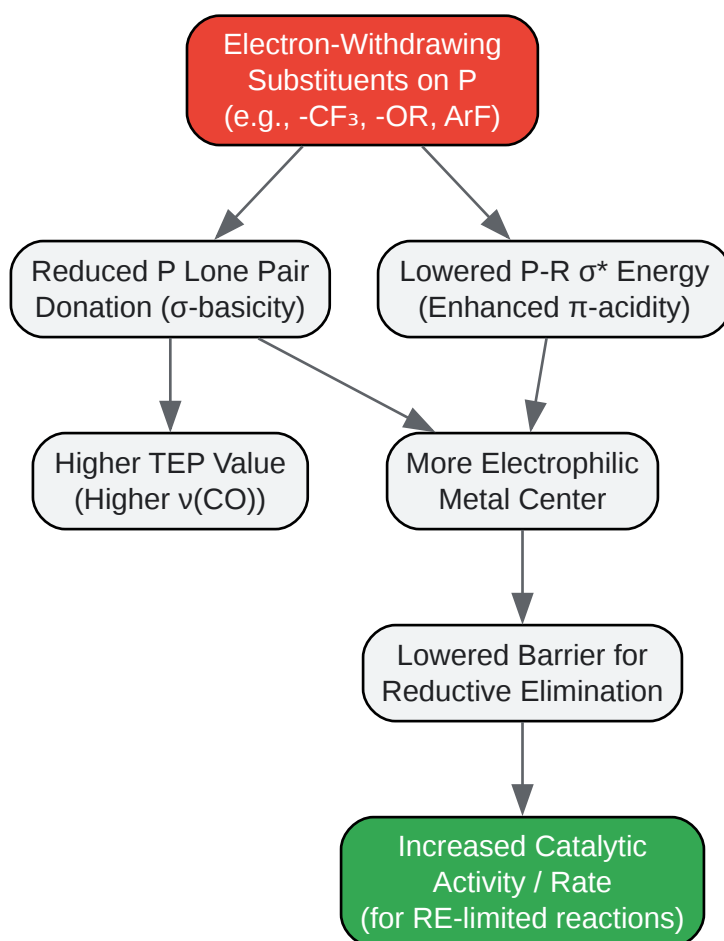 Electron-Withdrawing
Substituents on P
(e.g., -CF₃, -OR, ArF)
Reduced P Lone Pair
Donation (σ-basicity)
Lowered P-R σ* Energy
(Enhanced π-acidity)
Higher TEP Value
(Higher ν(CO))
More Electrophilic
Metal Center
Lowered Barrier for
Reductive Elimination
Increased Catalytic
Activity / Rate
(for RE-limited reactions)